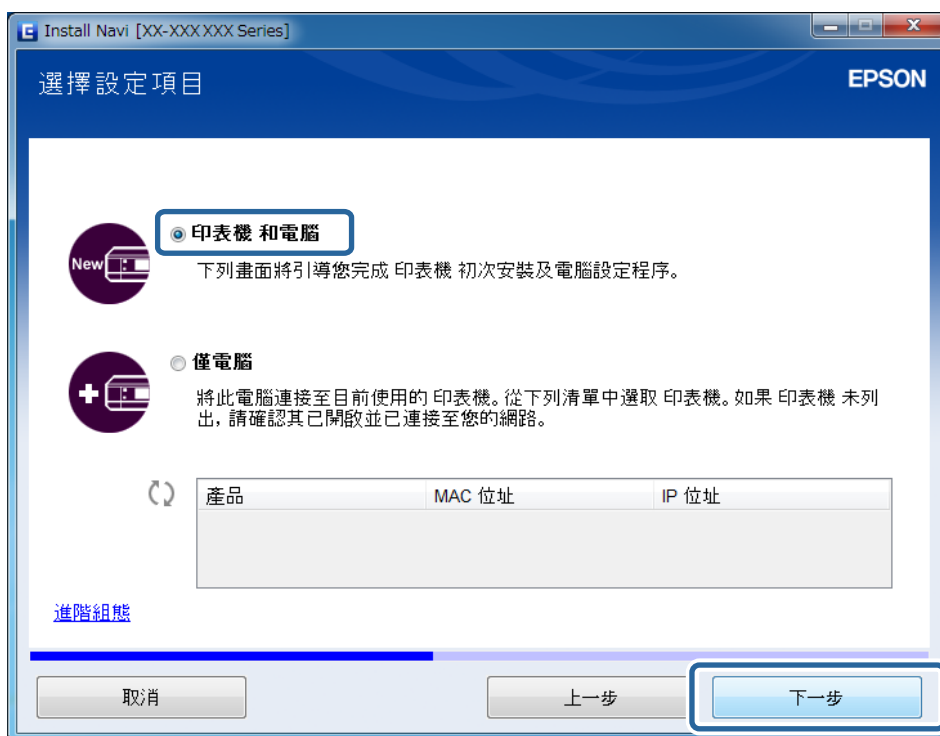 Install Navi [XX-XXX XXX Series]
選擇設定項目
EPSON
New
印表機 和電腦
下列畫面將引導您完成 印表機 初次安裝及電腦設定程序。
僅電腦
將此電腦連接至目前使用的 印表機。從下列清單中選取 印表機。如果 印表機 未列
出，請確認其已開啟並已連接至您的網路。
產品 MAC 位址 IP 位址
進階組態
取消 上一步 下一步